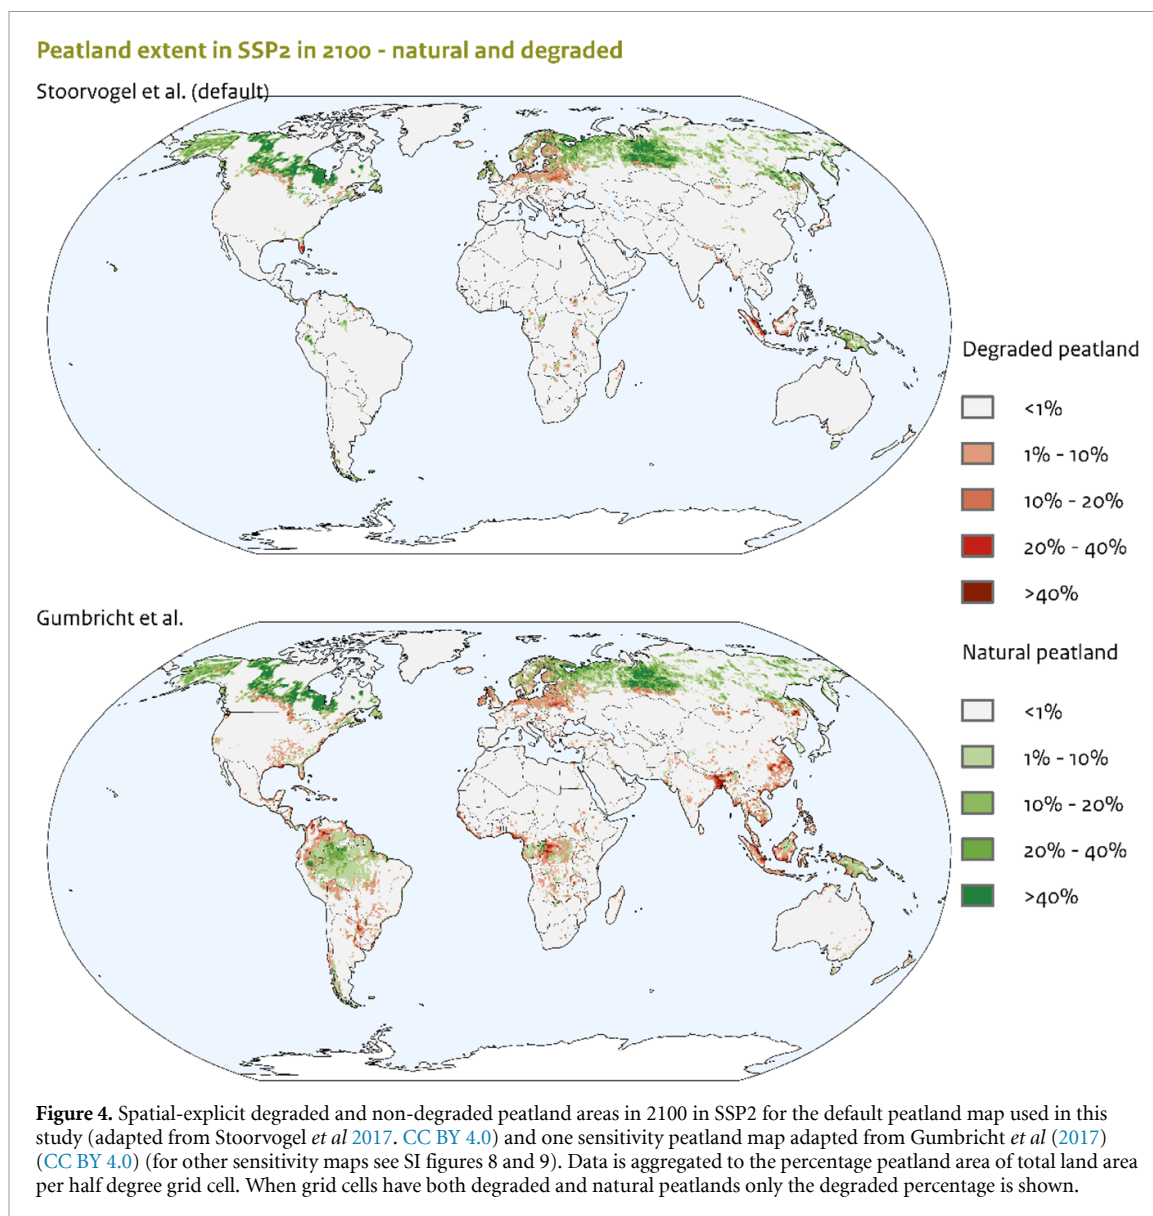 Peatland extent in SSP2 in 2100 - natural and degraded
Stoorvogel et al. (default)
Degraded peatland
<1%
1% - 10%
10% - 20%
20% - 40%
>40%
Gumbricht et al.
Natural peatland
<1%
1% - 10%
10% - 20%
20% - 40%
>40%
Figure 4. Spatial-explicit degraded and non-degraded peatland areas in 2100 in SSP2 for the default peatland map used in this
study (adapted from Stoorvogel et al 2017. CC BY 4.0) and one sensitivity peatland map adapted from Gumbricht et al (2017)
(CC BY 4.0) (for other sensitivity maps see SI figures 8 and 9). Data is aggregated to the percentage peatland area of total land area
per half degree grid cell. When grid cells have both degraded and natural peatlands only the degraded percentage is shown.